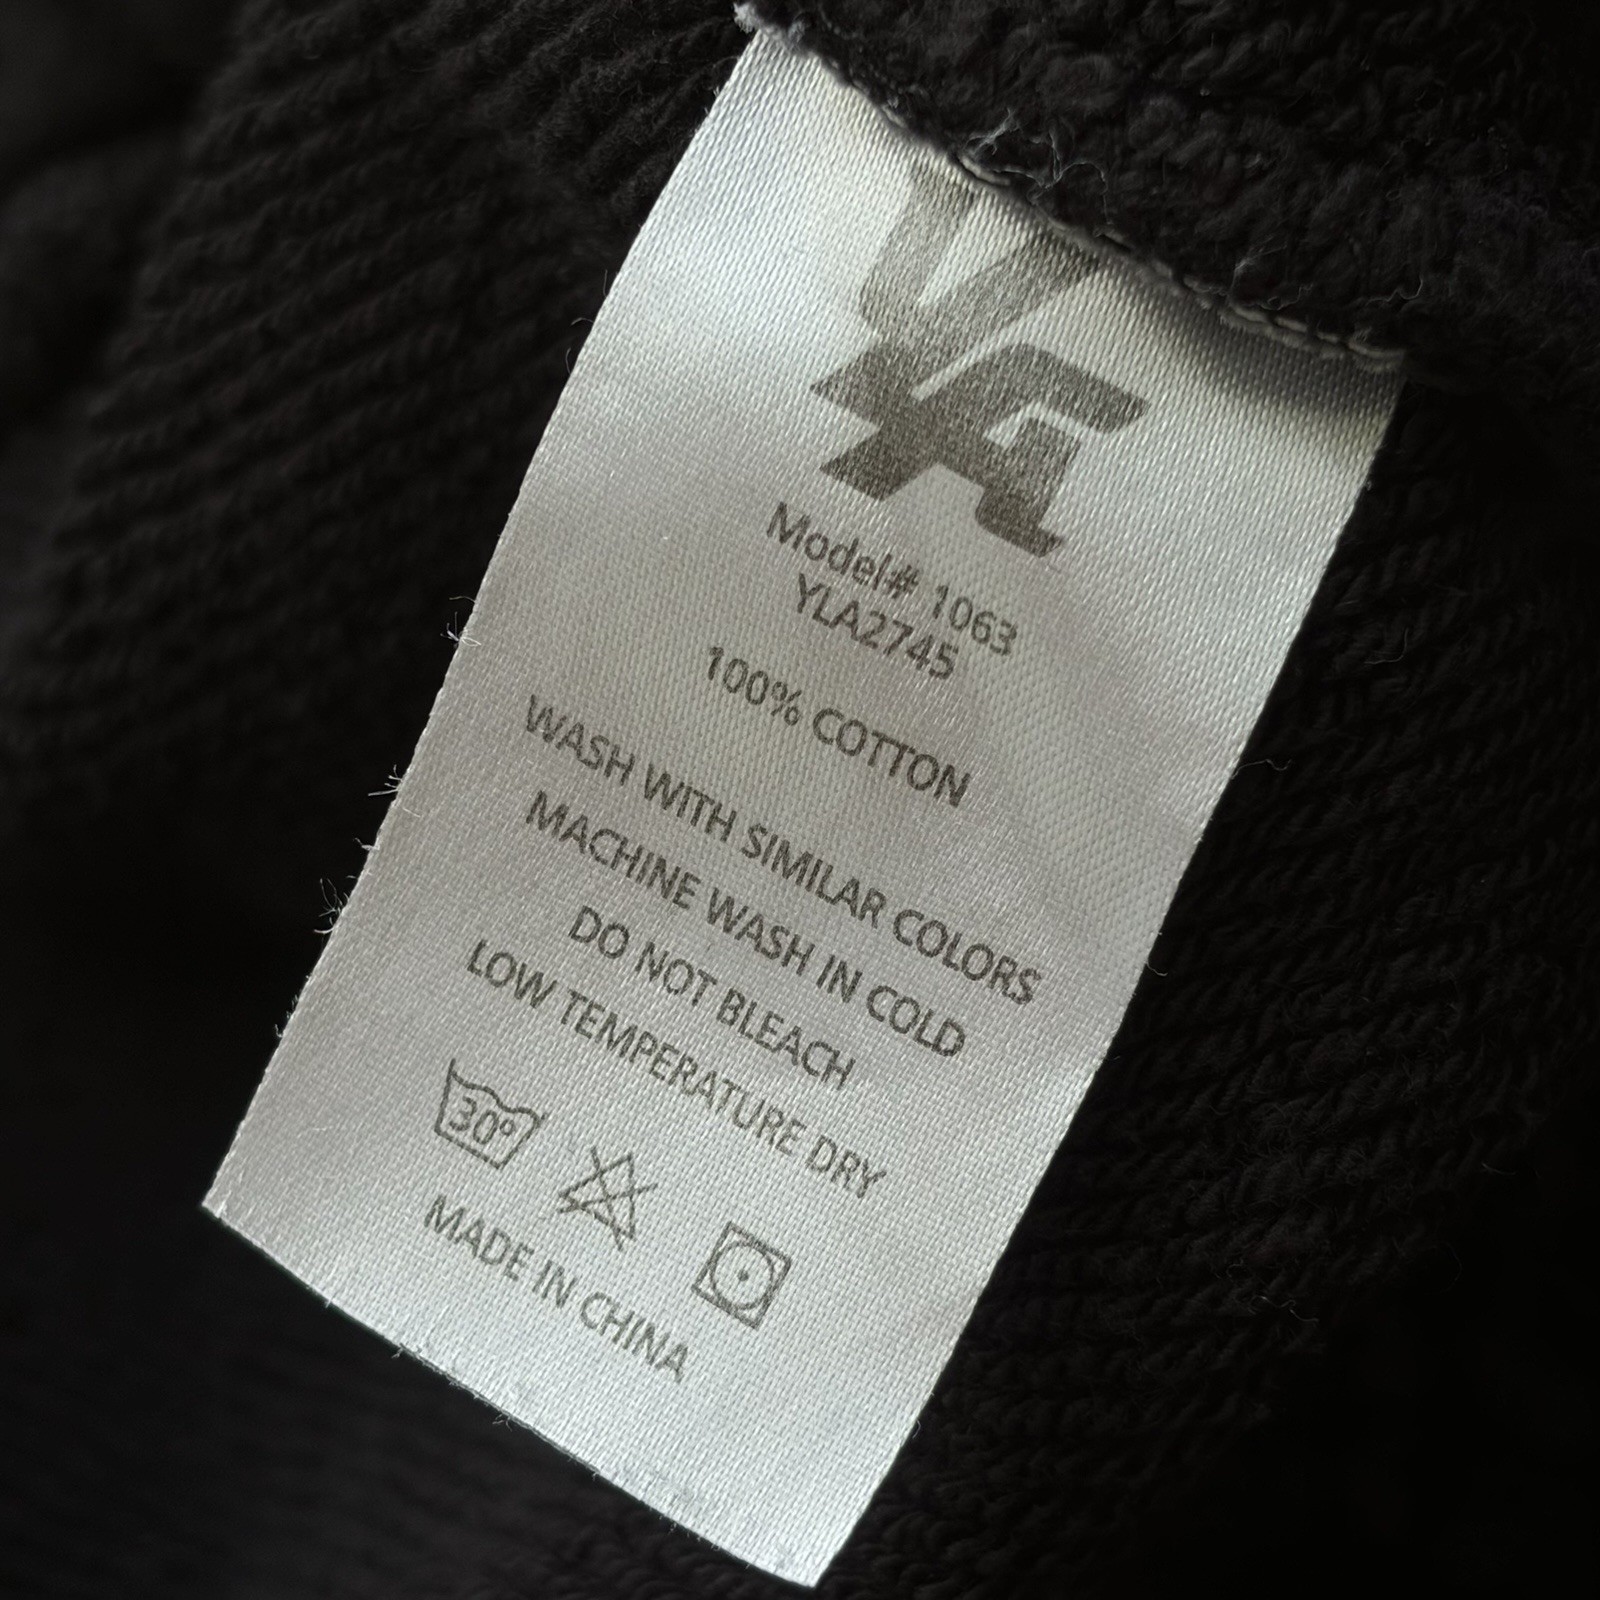 Model# 1063
YLA2745
100% COTTON
WASH WITH SIMILAR COLORS
MACHINE WASH IN COLD
DO NOT BLEACH
LOW TEMPERATURE DRY
30°
MADE IN CHINA